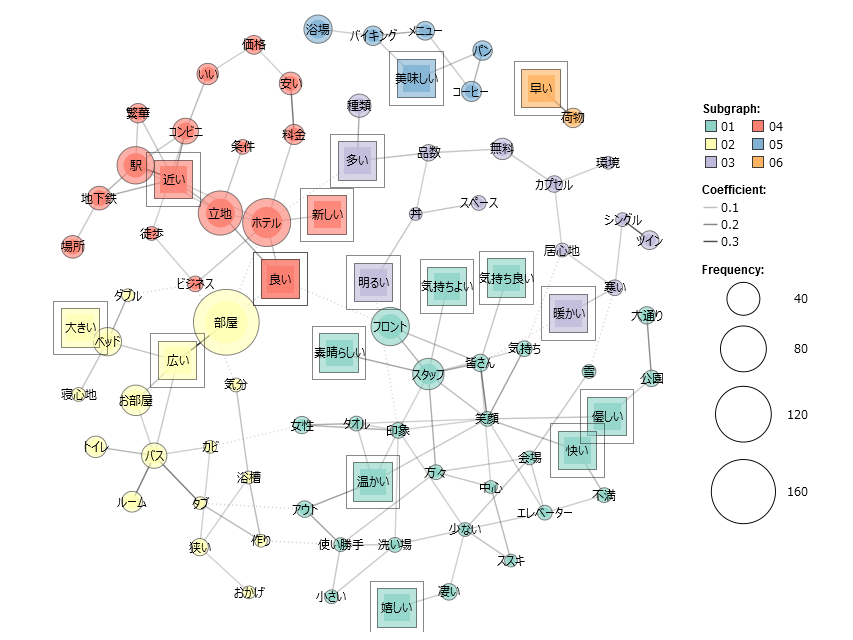 浴場
バイキング
メニュー
価格
パン
いい
安い
美味しい
コーヒー
早い
種類
繁華
荷物
コンビニ
料金
条件
多い
品数
無料
環境
駅
近い
カプセル
地下鉄
立地
ホテル
新しい
丼
スペース
シングル
徒歩
ツイン
場所
居心地
良い
明るい
気持ちよい
気持ち良い
ビジネス
寒い
ダブル
暖かい
大通り
大きい
部屋
フロント
ベッド
広い
素晴らしい
皆さん
気持ち
スタッフ
雪
公園
気分
寝心地
お部屋
女性
タオル
印象
笑顔
優しい
トイレ
バス
カビ
快い
会場
浴槽
温かい
万々
中心
不満
ルーム
タブ
アウト
エレベーター
狭い
作り
使い勝手
洗い場
少ない
ススキ
おかげ
小さい
嬉しい
凄い
Subgraph:
01 04
02 05
03 06
Coefficient:
0.1
0.2
0.3
Frequency:
40
80
120
160